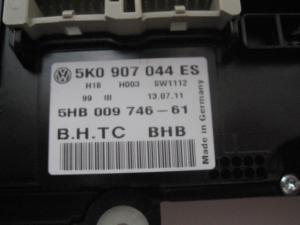 5K0 907 044 ES
H18 H003 SW1112
99 III 13.07.11
5HB 009 746-61
B.H.TC BHB
Made in Germany